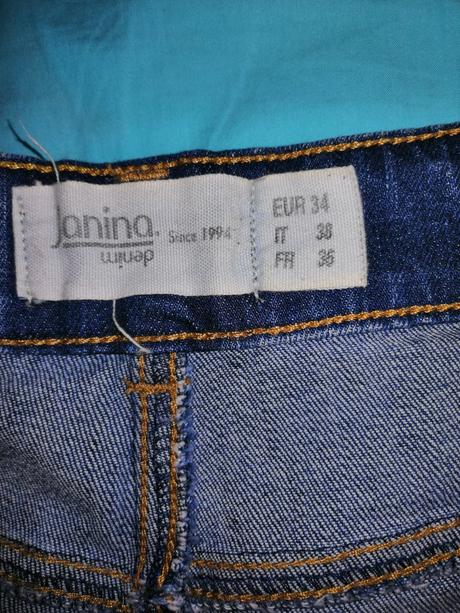 Janina.
denim
Since 1994
EUR 34
IT 38
FR 36